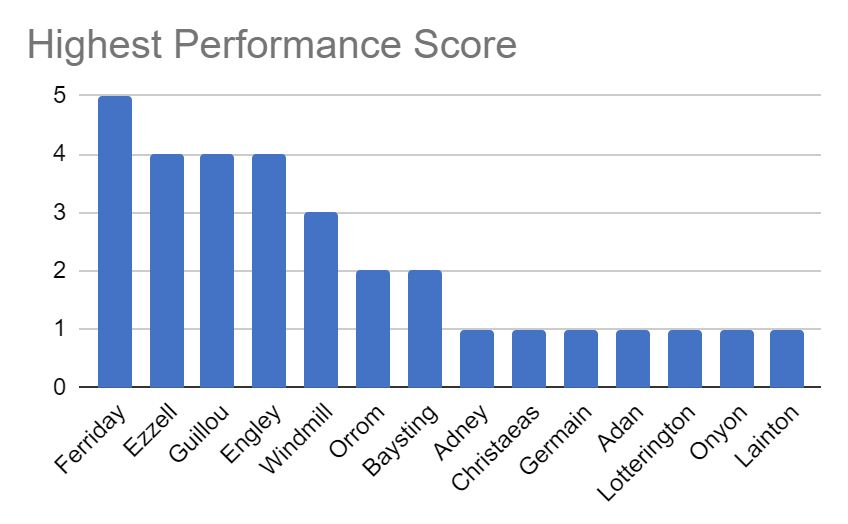 Highest Performance Score
5
4
3
2
1
0
Ferriday
Ezzell
Guillou
Engley
Windmill
Orrom
Baysting
Adney
Christaeas
Germain
Adan
Lotterington
Onyon
Lainton